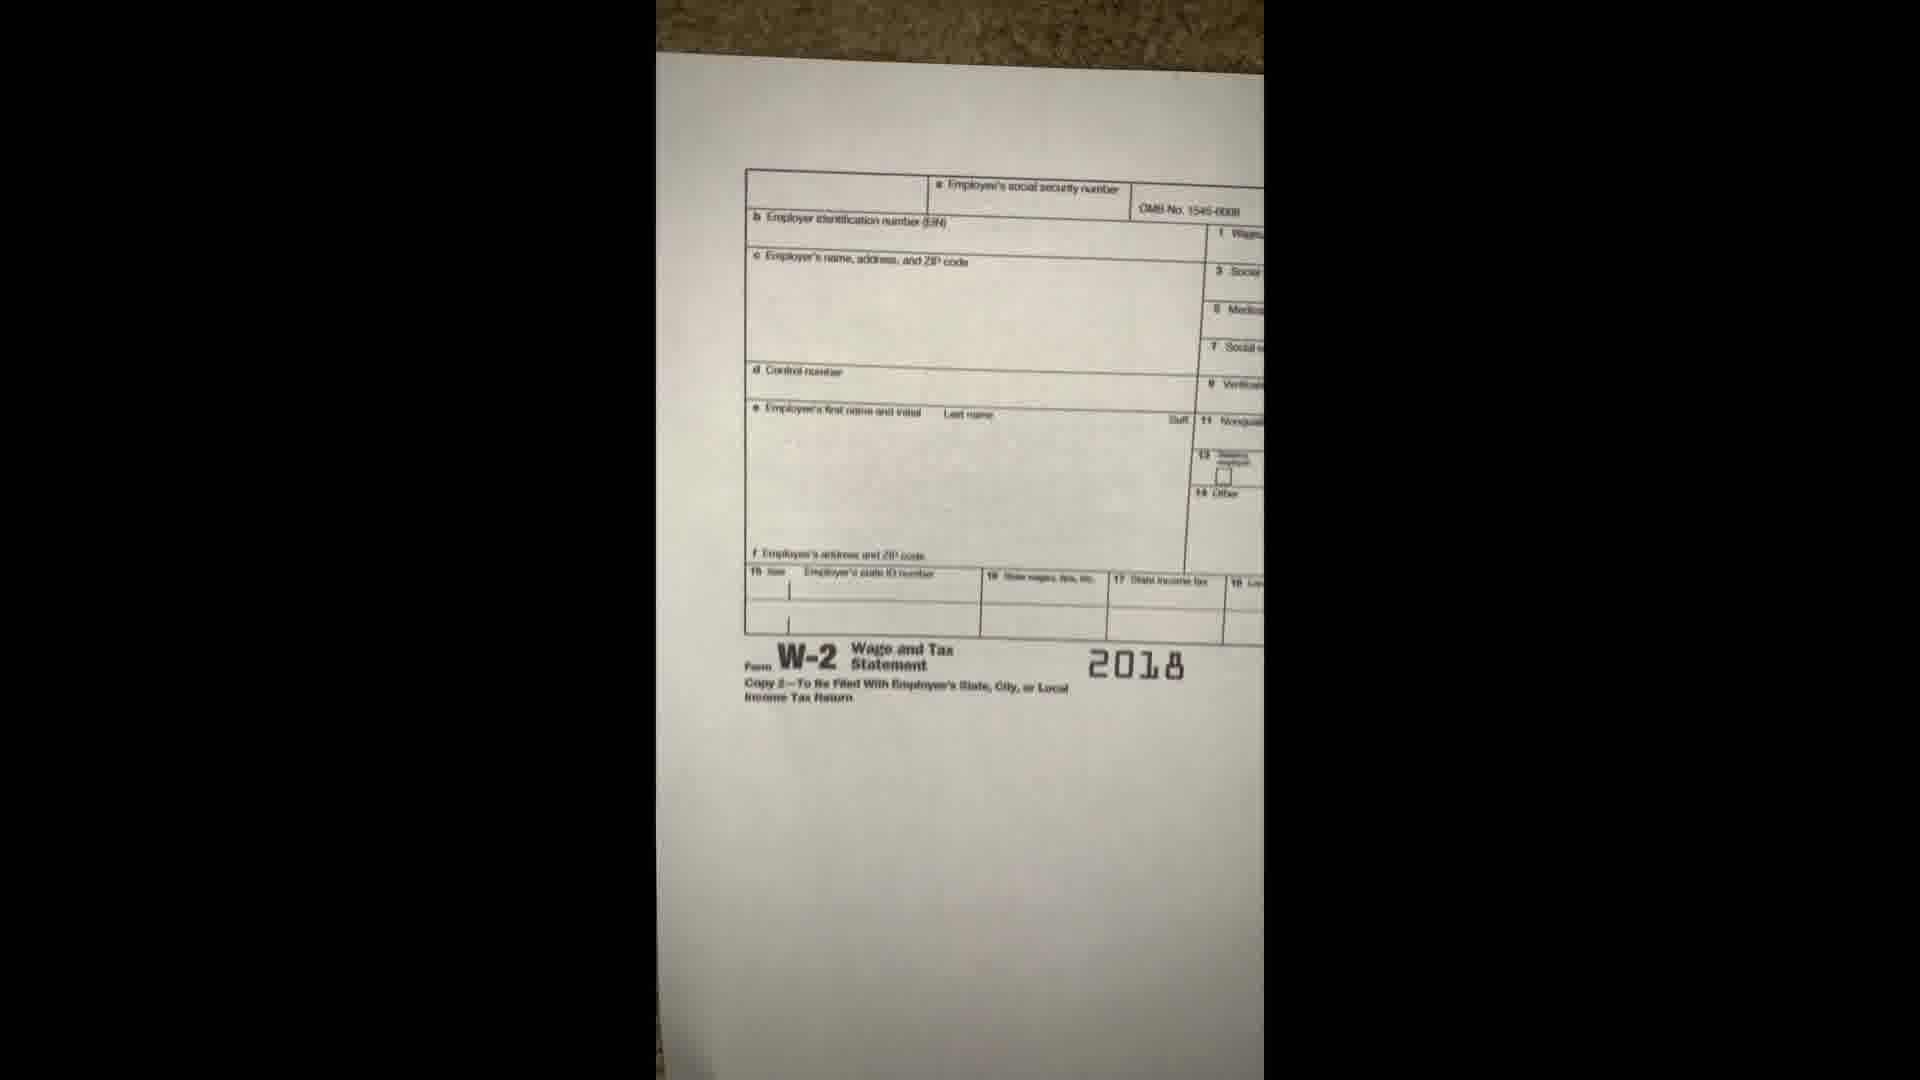 a Employee's social security number
OMB No. 1545-0008
b Employer identification number (EIN)
1 Wages
c Employer's name, address, and ZIP code
3 Social
5 Medica
7 Social s
d Control number
9 Verificati
e Employee's first name and initial Last name Suff.
11 Nonqual
13 Statutory employee
14 Other
f Employee's address and ZIP code
15 State Employer's state ID number 16 State wages, tips, etc. 17 State income tax 18 Loc
Form W-2 Wage and Tax Statement 2018
Copy 2—To Be Filed With Employee's State, City, or Local
Income Tax Return